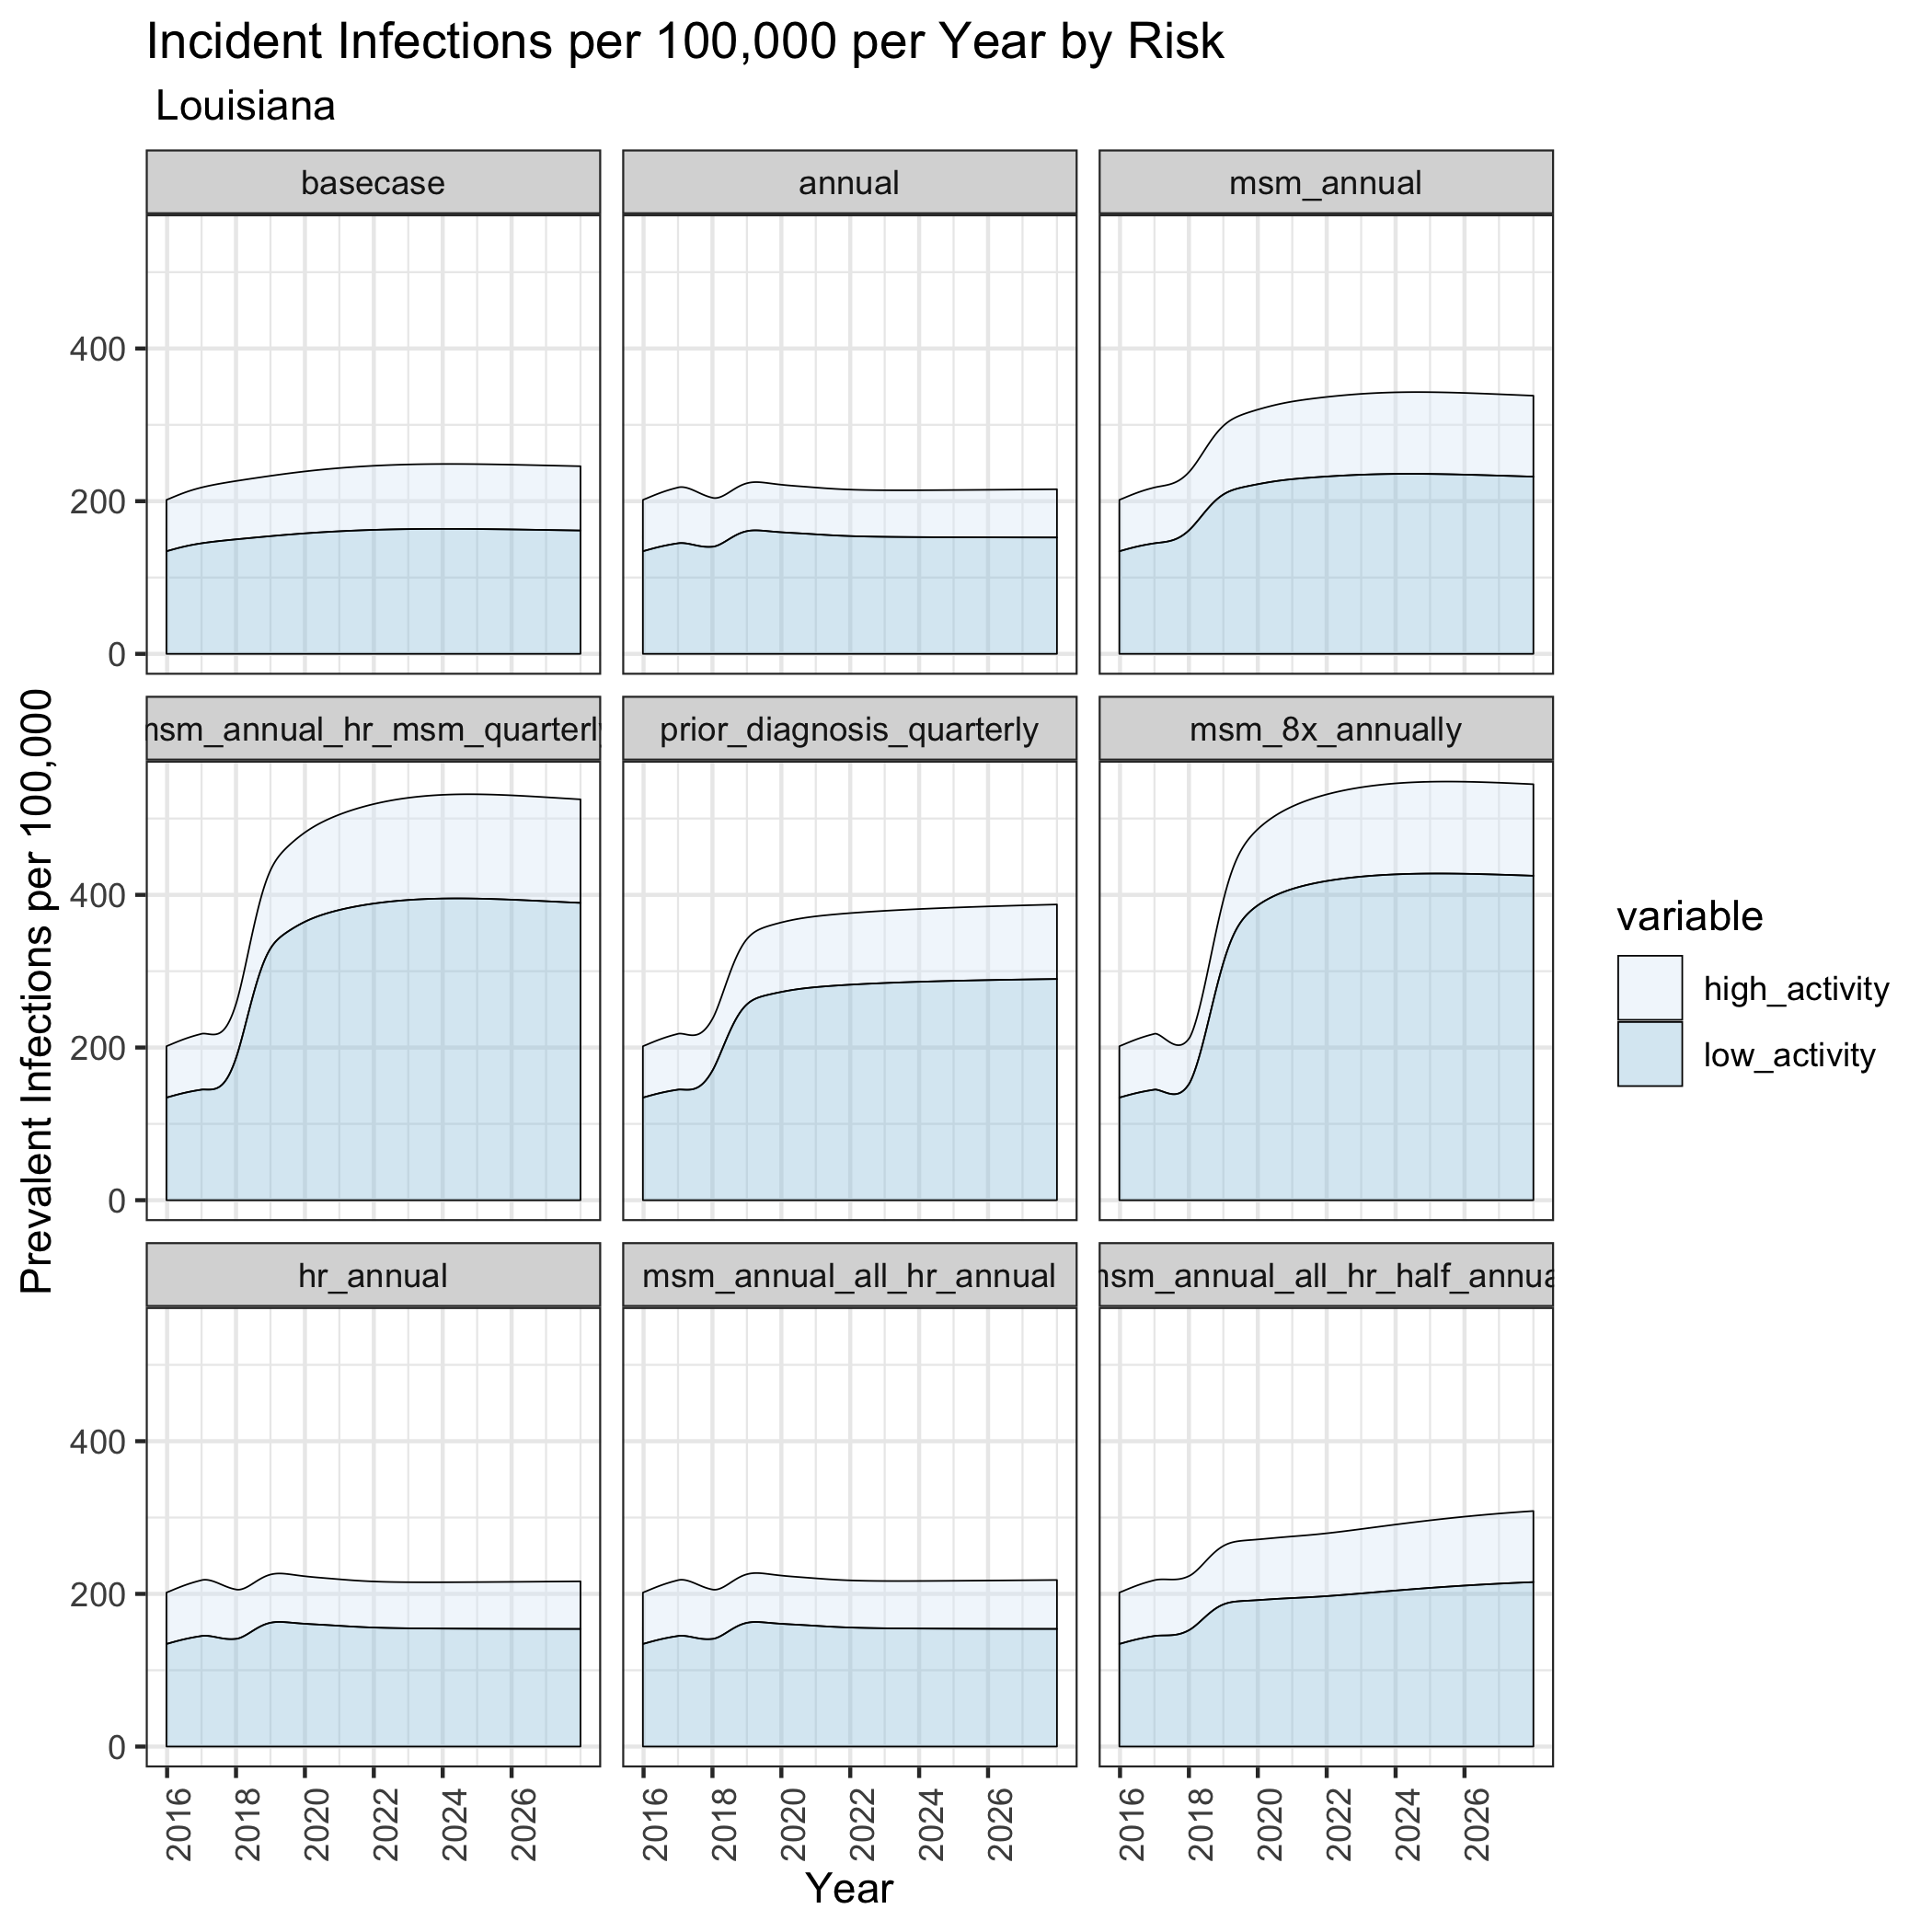 Incident Infections per 100,000 per Year by Risk
Louisiana
basecase
annual
msm_annual
400
200
0
msm_annual_hr_msm_quarterly
prior_diagnosis_quarterly
msm_8x_annually
400
200
0
hr_annual
msm_annual_all_hr_annual
msm_annual_all_hr_half_annual
400
200
0
2016 2018 2020 2022 2024 2026
2016 2018 2020 2022 2024 2026
2016 2018 2020 2022 2024 2026
Year
Prevalent Infections per 100,000
variable
high_activity
low_activity